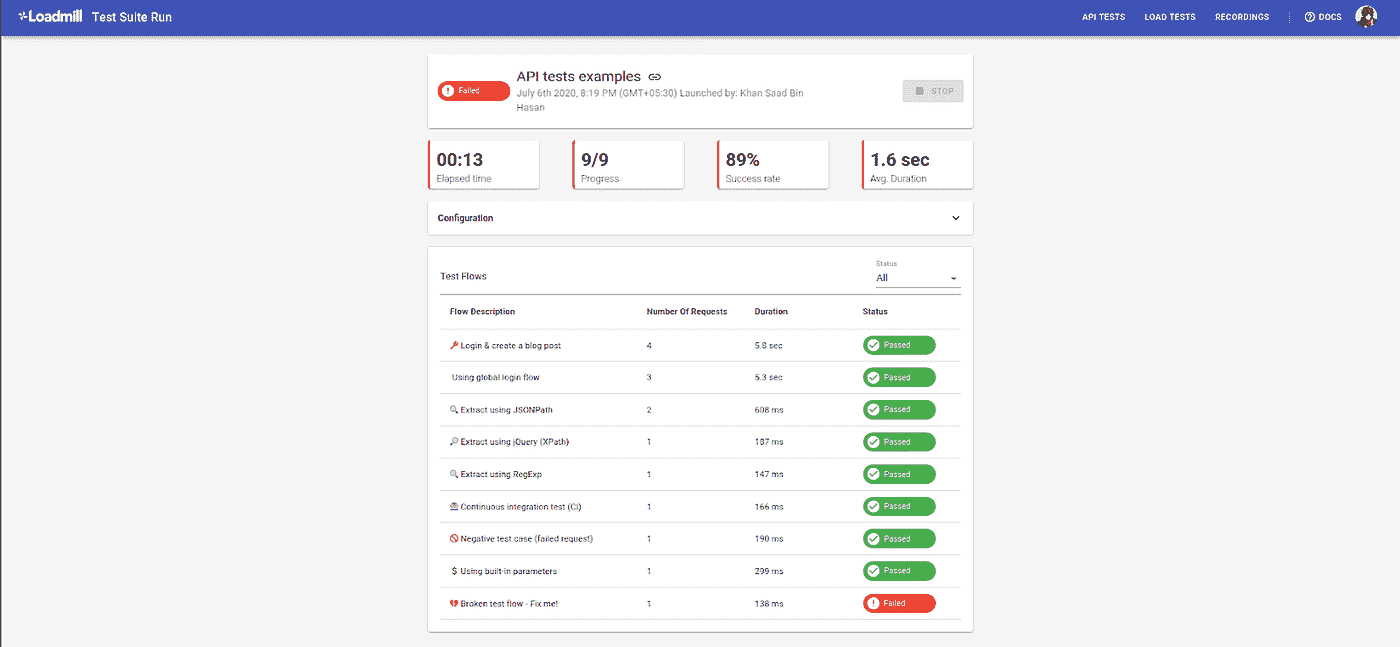 Loadmill Test Suite Run API TESTS LOAD TESTS RECORDINGS DOCS
Failed
API tests examples
July 6th 2020, 8:19 PM (GMT+05:30) Launched by: Khan Saad Bin
Hasan
STOP
00:13
Elapsed time
9/9
Progress
89%
Success rate
1.6 sec
Avg. Duration
Configuration
Test Flows
Status
All
Flow Description Number Of Requests Duration Status
Login & create a blog post 4 5.8 sec Passed
Using global login flow 3 5.3 sec Passed
Extract using JSONPath 2 608 ms Passed
Extract using jQuery (XPath) 1 187 ms Passed
Extract using RegExp 1 147 ms Passed
Continuous integration test (CI) 1 166 ms Passed
Negative test case (failed request) 1 190 ms Passed
$ Using built-in parameters 1 299 ms Passed
Broken test flow - Fix me! 1 138 ms Failed